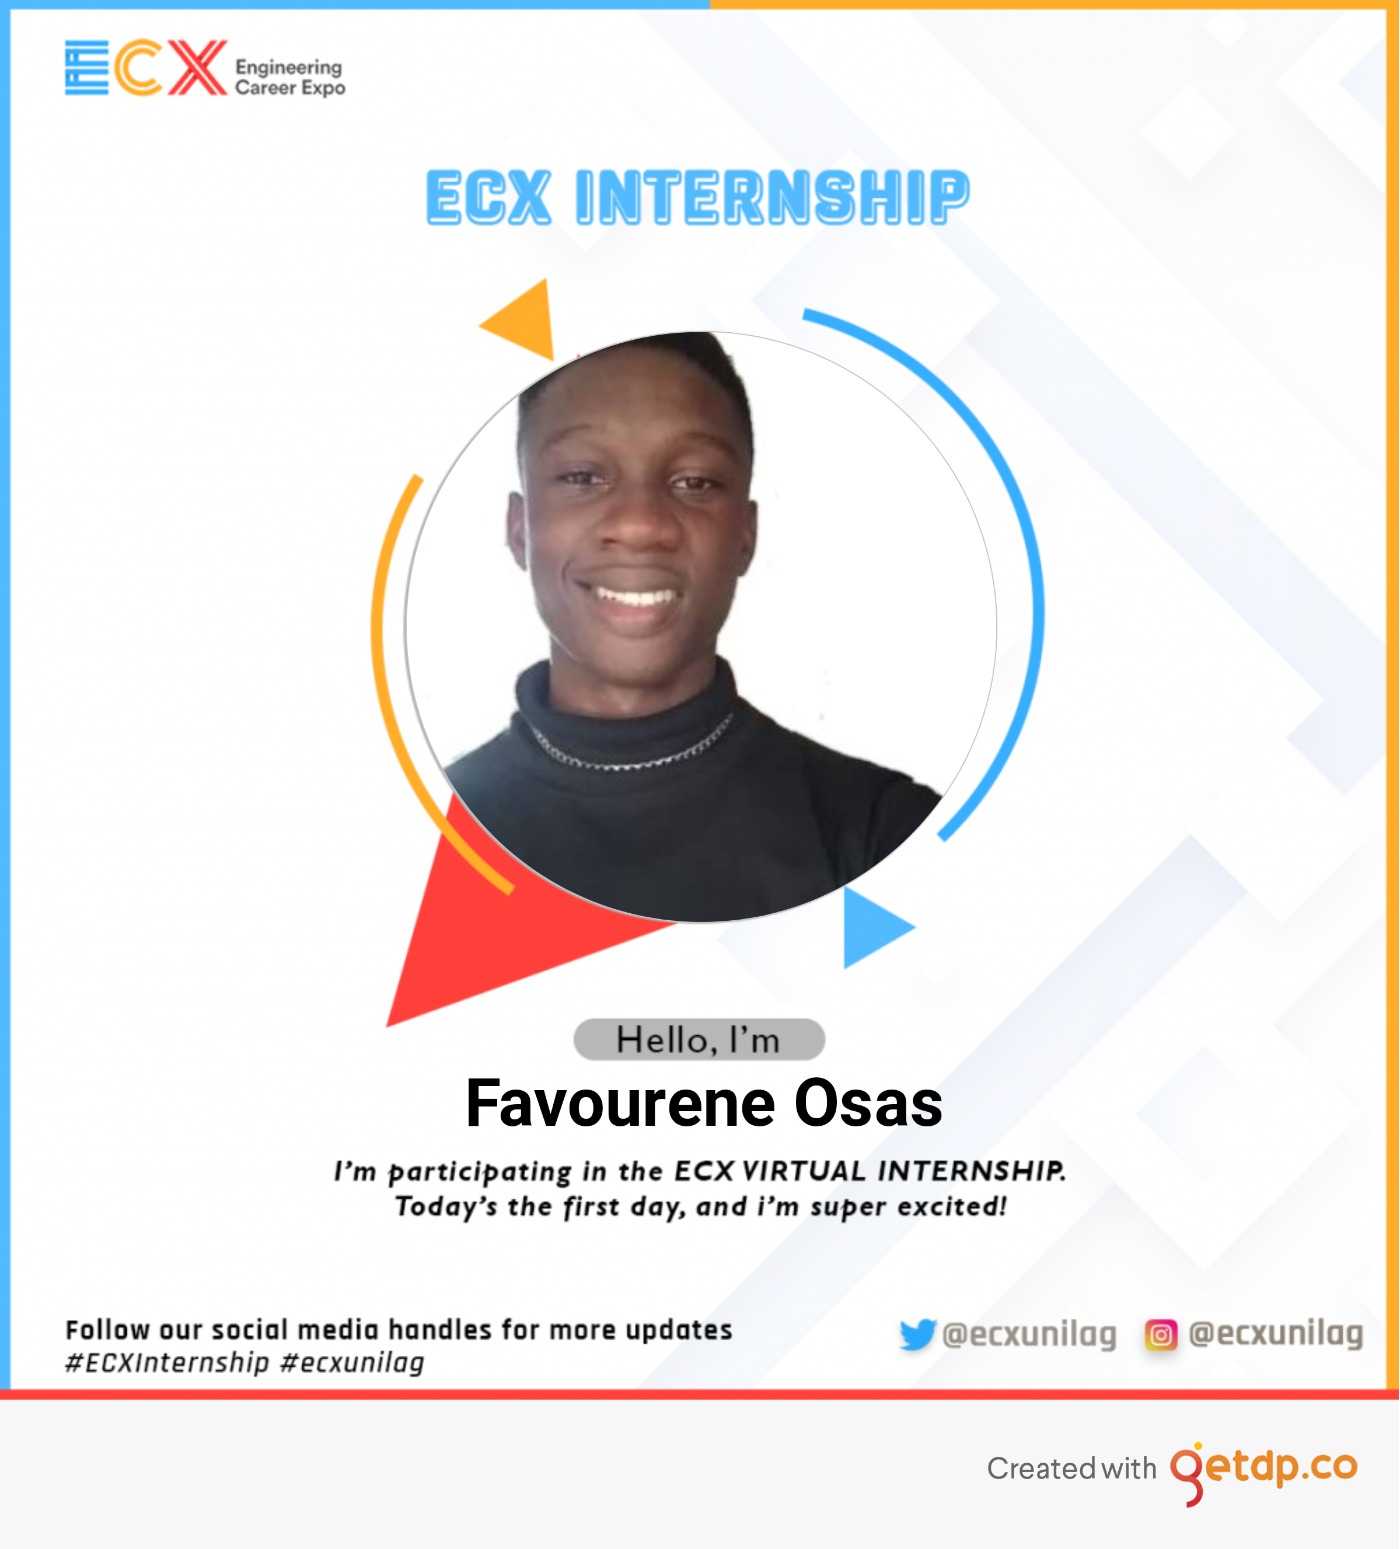 ECX Engineering
Career Expo
ECX INTERNSHIP
Hello, I'm
Favourene Osas
I'm participating in the ECX VIRTUAL INTERNSHIP.
Today's the first day, and i'm super excited!
Follow our social media handles for more updates
#ECXInternship #ecxunilag
@ecxunilag @ecxunilag
Created with getdp.co